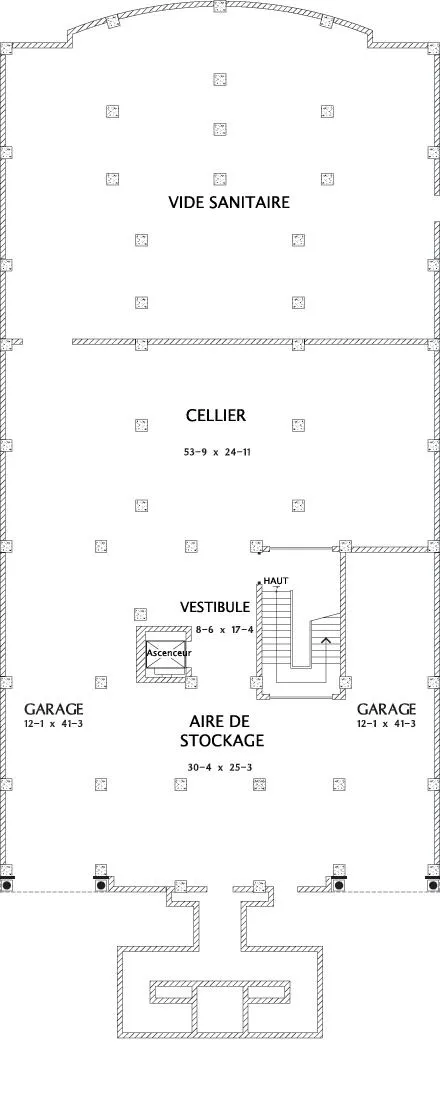 VIDE SANITAIRE
CELLIER
53-9 x 24-11
HAUT
VESTIBULE
8-6 x 17-4
Ascenceur
GARAGE
12-1 x 41-3
GARAGE
12-1 x 41-3
AIRE DE
STOCKAGE
30-4 x 25-3